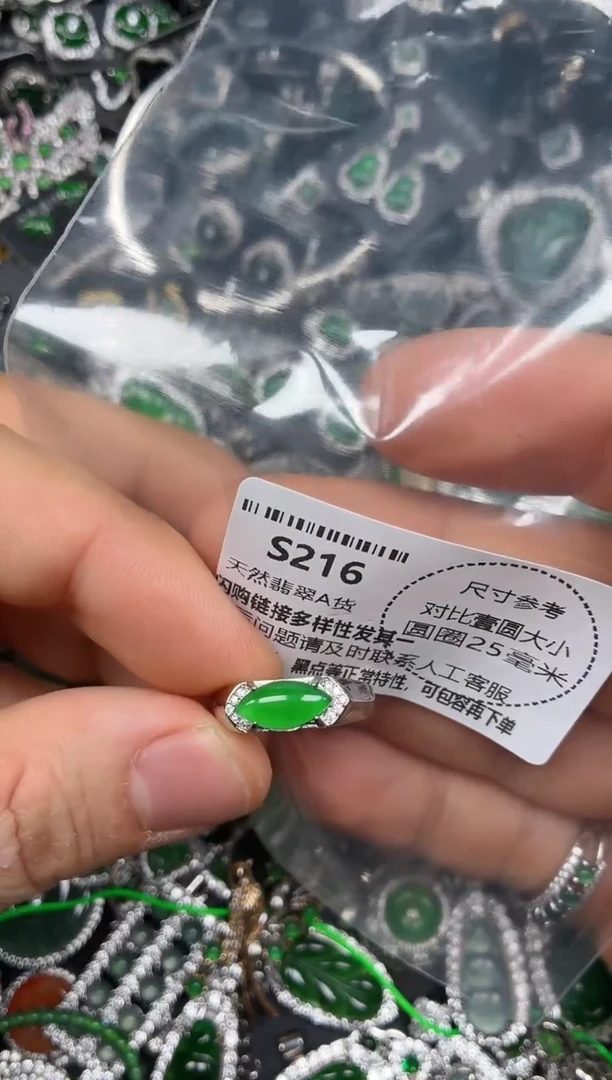 S216
天然翡翠A货
闪购链接多样性发其一
问题请及时联系人工客服
黑点等正常特性，可包容再下单
尺寸参考
对比壹圆大小
圆圈25毫米